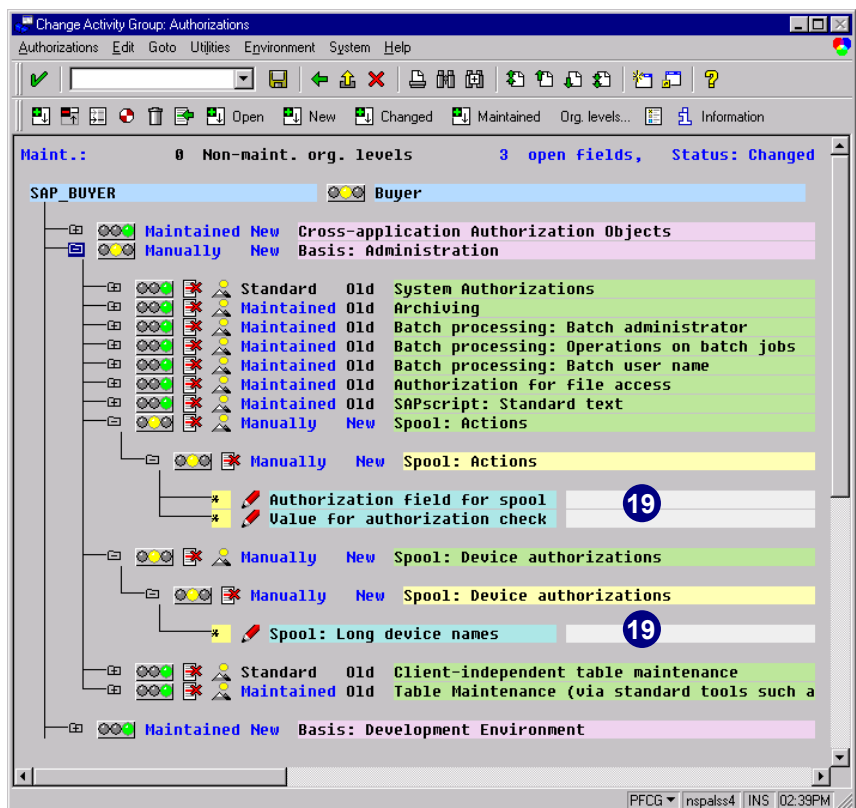 Change Activity Group: Authorizations
Authorizations Edit Goto Utilities Environment System Help
Open New Changed Maintained Org. levels... Information
Maint.: 0 Non-maint. org. levels 3 open fields, Status: Changed
SAP_BUYER Buyer
Maintained New Cross-application Authorization Objects
Manually New Basis: Administration
Standard Old System Authorizations
Maintained Old Archiving
Maintained Old Batch processing: Batch administrator
Maintained Old Batch processing: Operations on batch jobs
Maintained Old Batch processing: Batch user name
Maintained Old Authorization for file access
Maintained Old SAPscript: Standard text
Manually New Spool: Actions
Manually New Spool: Actions
* Authorization field for spool 19
* Value for authorization check
Manually New Spool: Device authorizations
Manually New Spool: Device authorizations
* Spool: Long device names 19
Standard Old Client-independent table maintenance
Maintained Old Table Maintenance (via standard tools such a
Maintained New Basis: Development Environment
PFCG nspalss4 INS 02:39PM